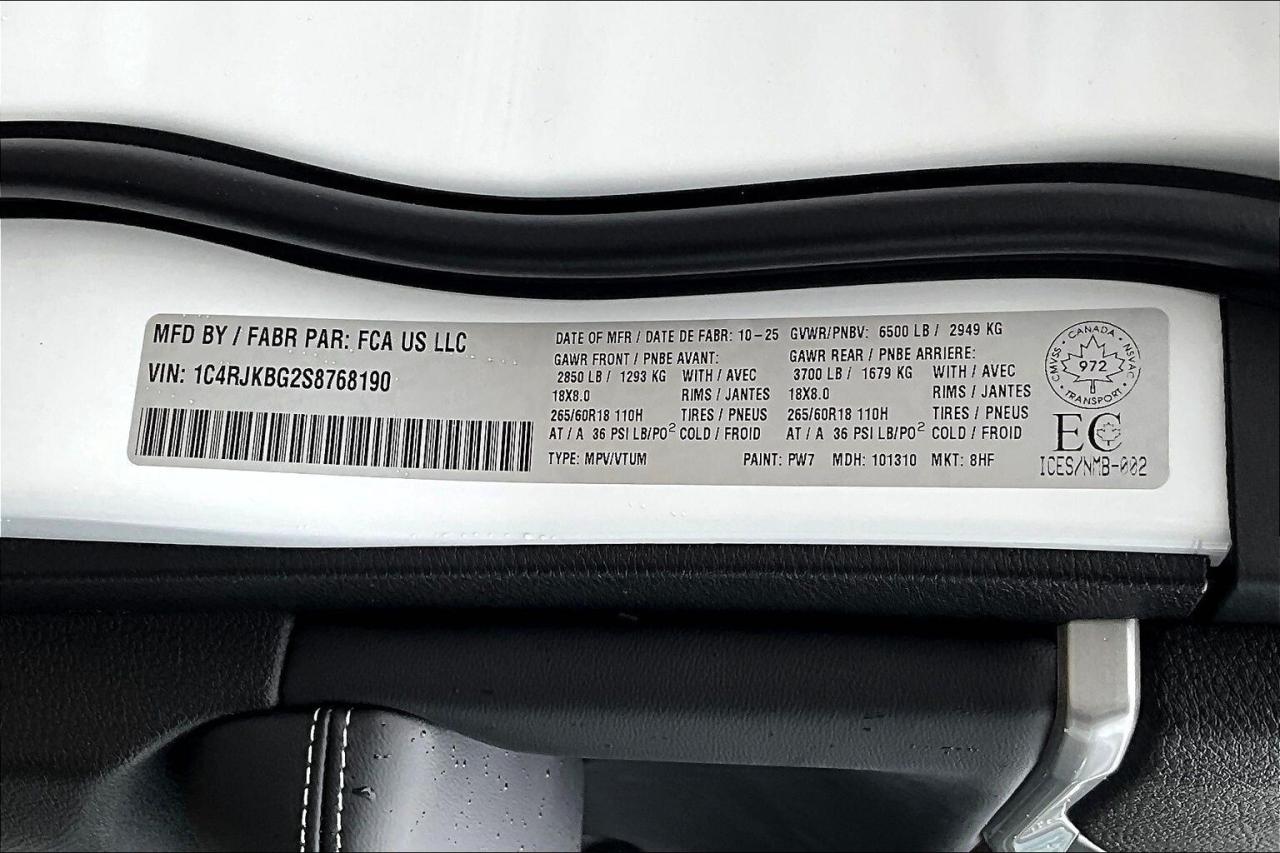 MFD BY / FABR PAR: FCA US LLC
VIN: 1C4RJKBG2S8768190
DATE OF MFR / DATE DE FABR: 10-25 GVWR/PNBV: 6500 LB / 2949 KG
GAWR FRONT / PNBE AVANT: GAWR REAR / PNBE ARRIERE:
2850 LB / 1293 KG WITH / AVEC 3700 LB / 1679 KG WITH / AVEC
18X8.0 RIMS / JANTES 18X8.0 RIMS / JANTES
265/60R18 110H TIRES / PNEUS 265/60R18 110H TIRES / PNEUS
AT / A 36 PSI LB/PO² COLD / FROID AT / A 36 PSI LB/PO² COLD / FROID
TYPE: MPV/VTUM PAINT: PW7 MDH: 101310 MKT: 8HF
CANADA
CMVSS 972 NSVAC
TRANSPORT
EC
ICES/NMB-002